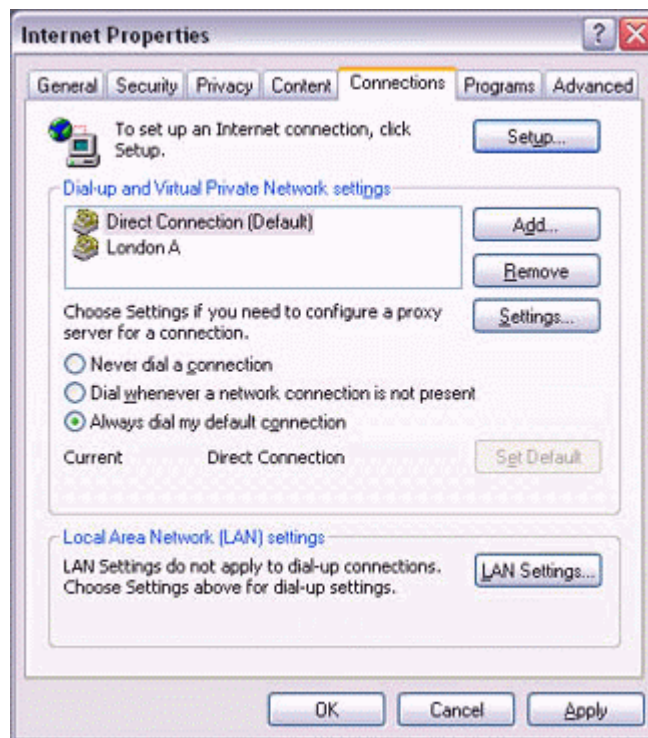 Internet Properties
General Security Privacy Content Connections Programs Advanced
To set up an Internet connection, click
Setup.
Setup...
Dial-up and Virtual Private Network settings
Direct Connection (Default)
London A
Add...
Remove
Choose Settings if you need to configure a proxy
server for a connection.
Settings...
Never dial a connection
Dial whenever a network connection is not present
Always dial my default connection
Current Direct Connection
Set Default
Local Area Network (LAN) settings
LAN Settings do not apply to dial-up connections.
Choose Settings above for dial-up settings.
LAN Settings...
OK Cancel Apply